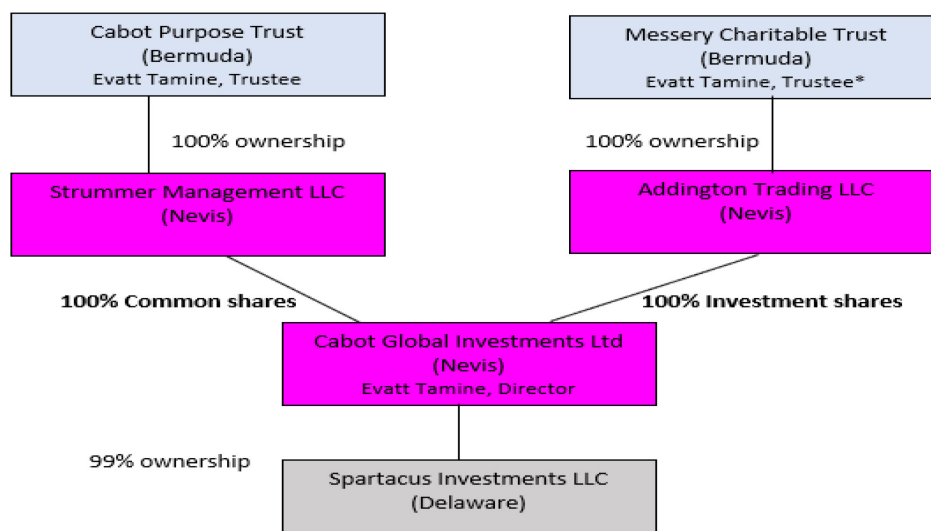 Cabot Purpose Trust
(Bermuda)
Evatt Tamine, Trustee
Messery Charitable Trust
(Bermuda)
Evatt Tamine, Trustee*
100% ownership
100% ownership
Strummer Management LLC
(Nevis)
Addington Trading LLC
(Nevis)
100% Common shares
100% Investment shares
Cabot Global Investments Ltd
(Nevis)
Evatt Tamine, Director
99% ownership
Spartacus Investments LLC
(Delaware)